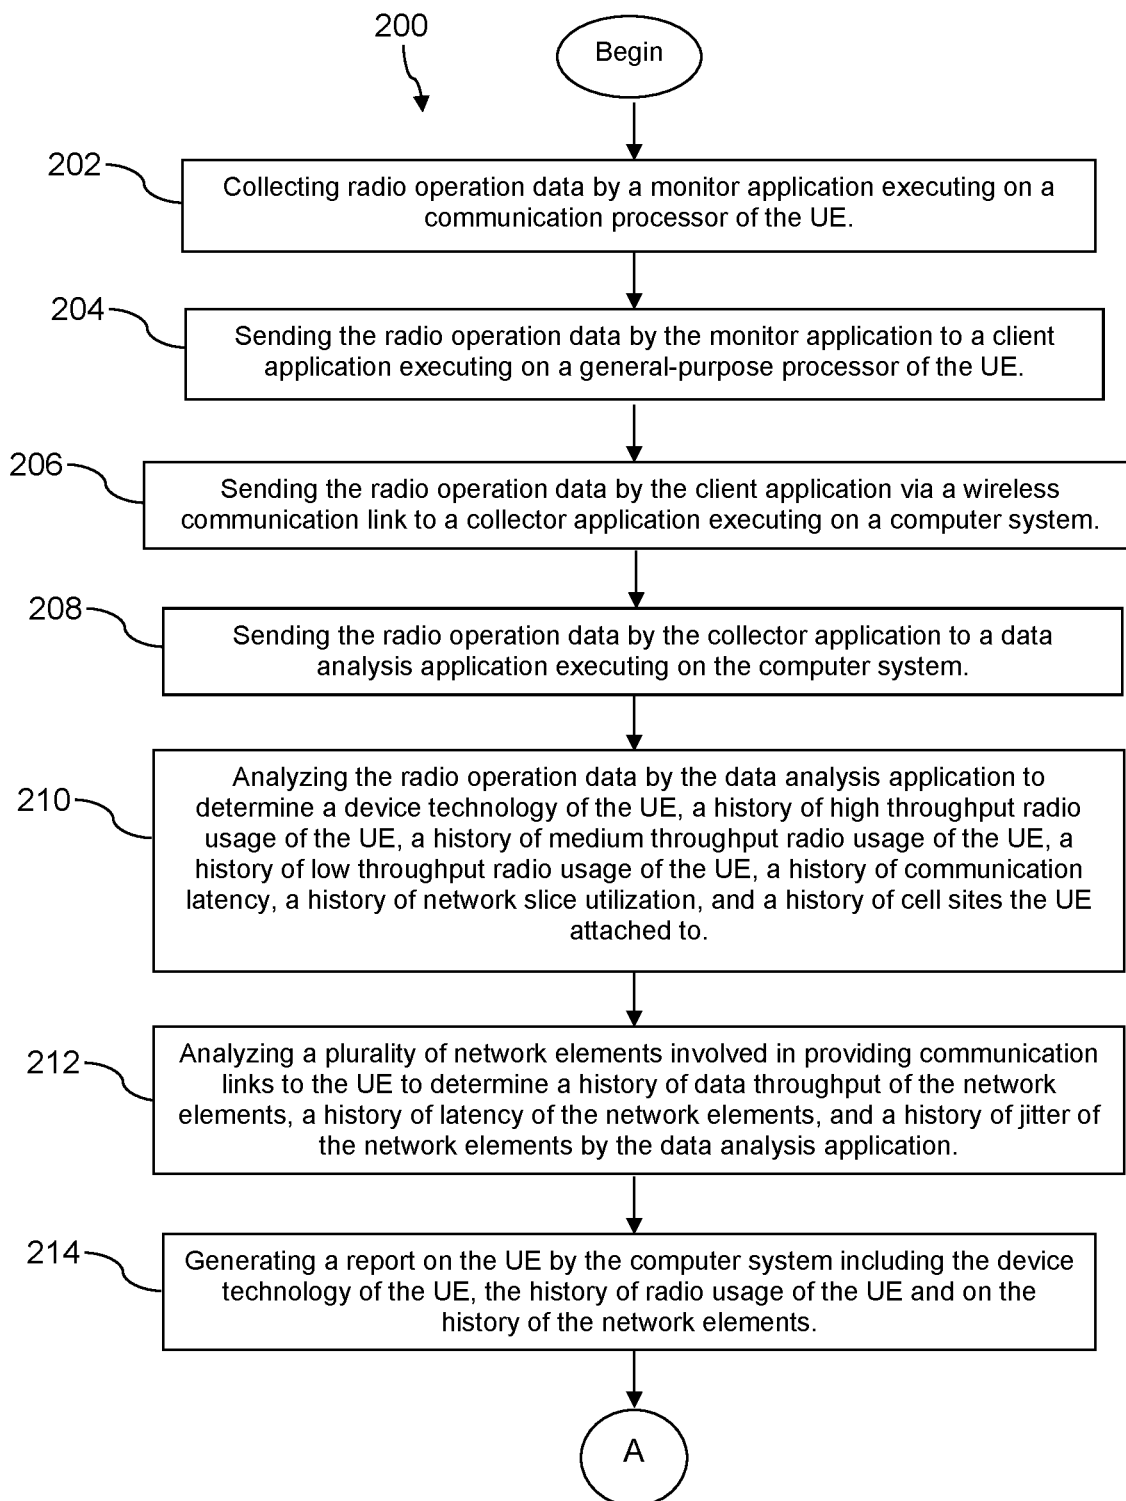 200
Begin
202
Collecting radio operation data by a monitor application executing on a
communication processor of the UE.
204
Sending the radio operation data by the monitor application to a client
application executing on a general-purpose processor of the UE.
206
Sending the radio operation data by the client application via a wireless
communication link to a collector application executing on a computer system.
208
Sending the radio operation data by the collector application to a data
analysis application executing on the computer system.
210
Analyzing the radio operation data by the data analysis application to
determine a device technology of the UE, a history of high throughput radio
usage of the UE, a history of medium throughput radio usage of the UE, a
history of low throughput radio usage of the UE, a history of communication
latency, a history of network slice utilization, and a history of cell sites the UE
attached to.
212
Analyzing a plurality of network elements involved in providing communication
links to the UE to determine a history of data throughput of the network
elements, a history of latency of the network elements, and a history of jitter of
the network elements by the data analysis application.
214
Generating a report on the UE by the computer system including the device
technology of the UE, the history of radio usage of the UE and on the
history of the network elements.
A